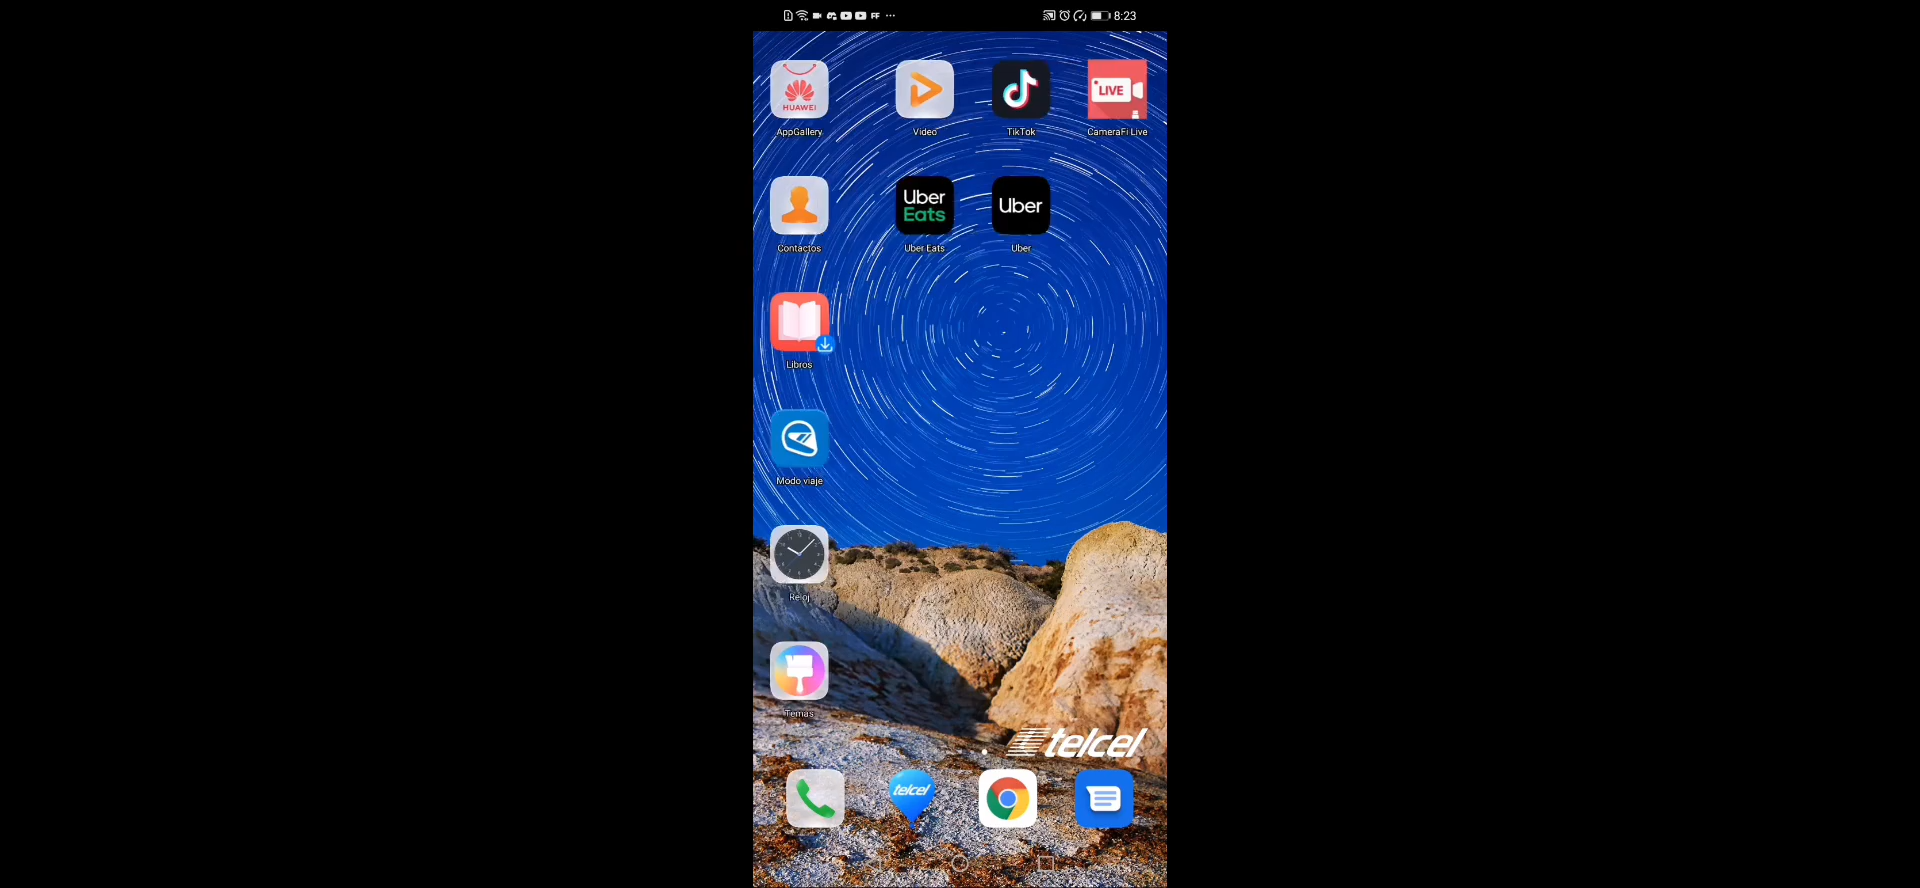 FF ··· 8:23
HUAWEI LIVE
AppGallery Video TikTok CameraFi Live
Uber
Eats Uber
Contactos Uber Eats Uber
Libros
Modo viaje
Reloj
Temas
telcel
telcel